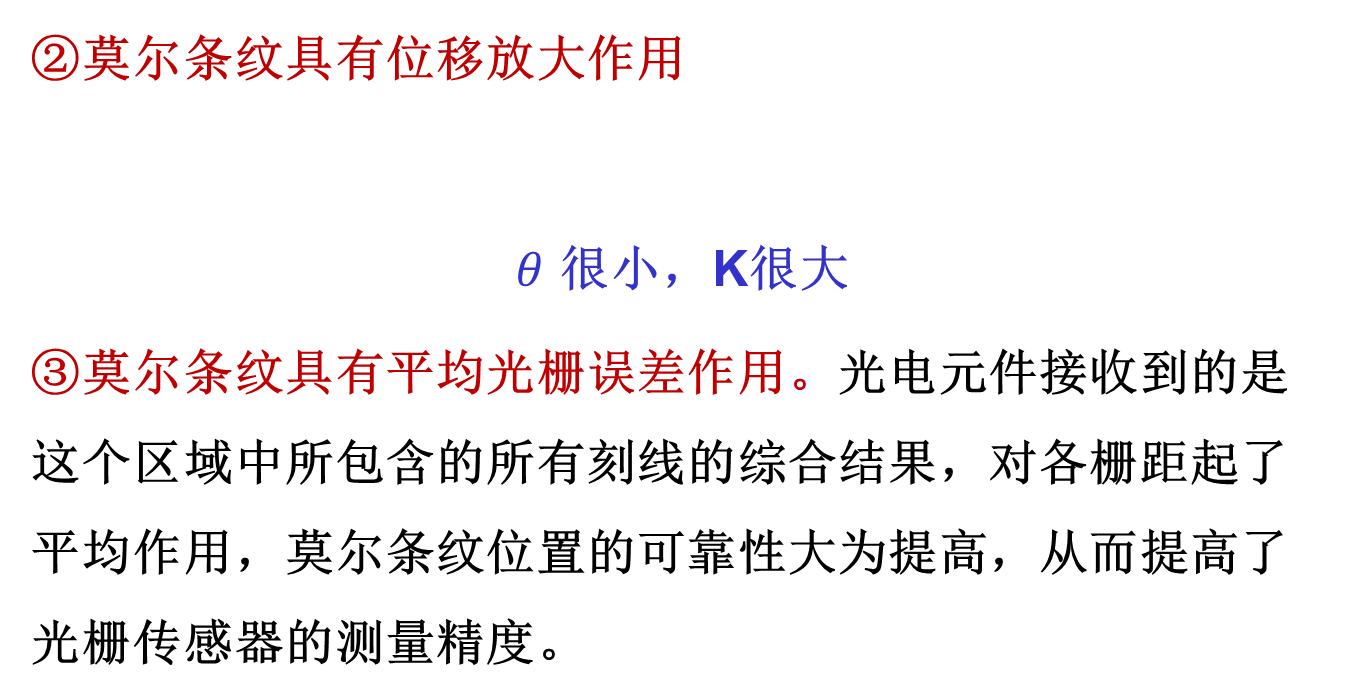 ②莫尔条纹具有位移放大作用
θ 很小，K很大
③莫尔条纹具有平均光栅误差作用。光电元件接收到的是
这个区域中所包含的所有刻线的综合结果，对各栅距起了
平均作用，莫尔条纹位置的可靠性大为提高，从而提高了
光栅传感器的测量精度。